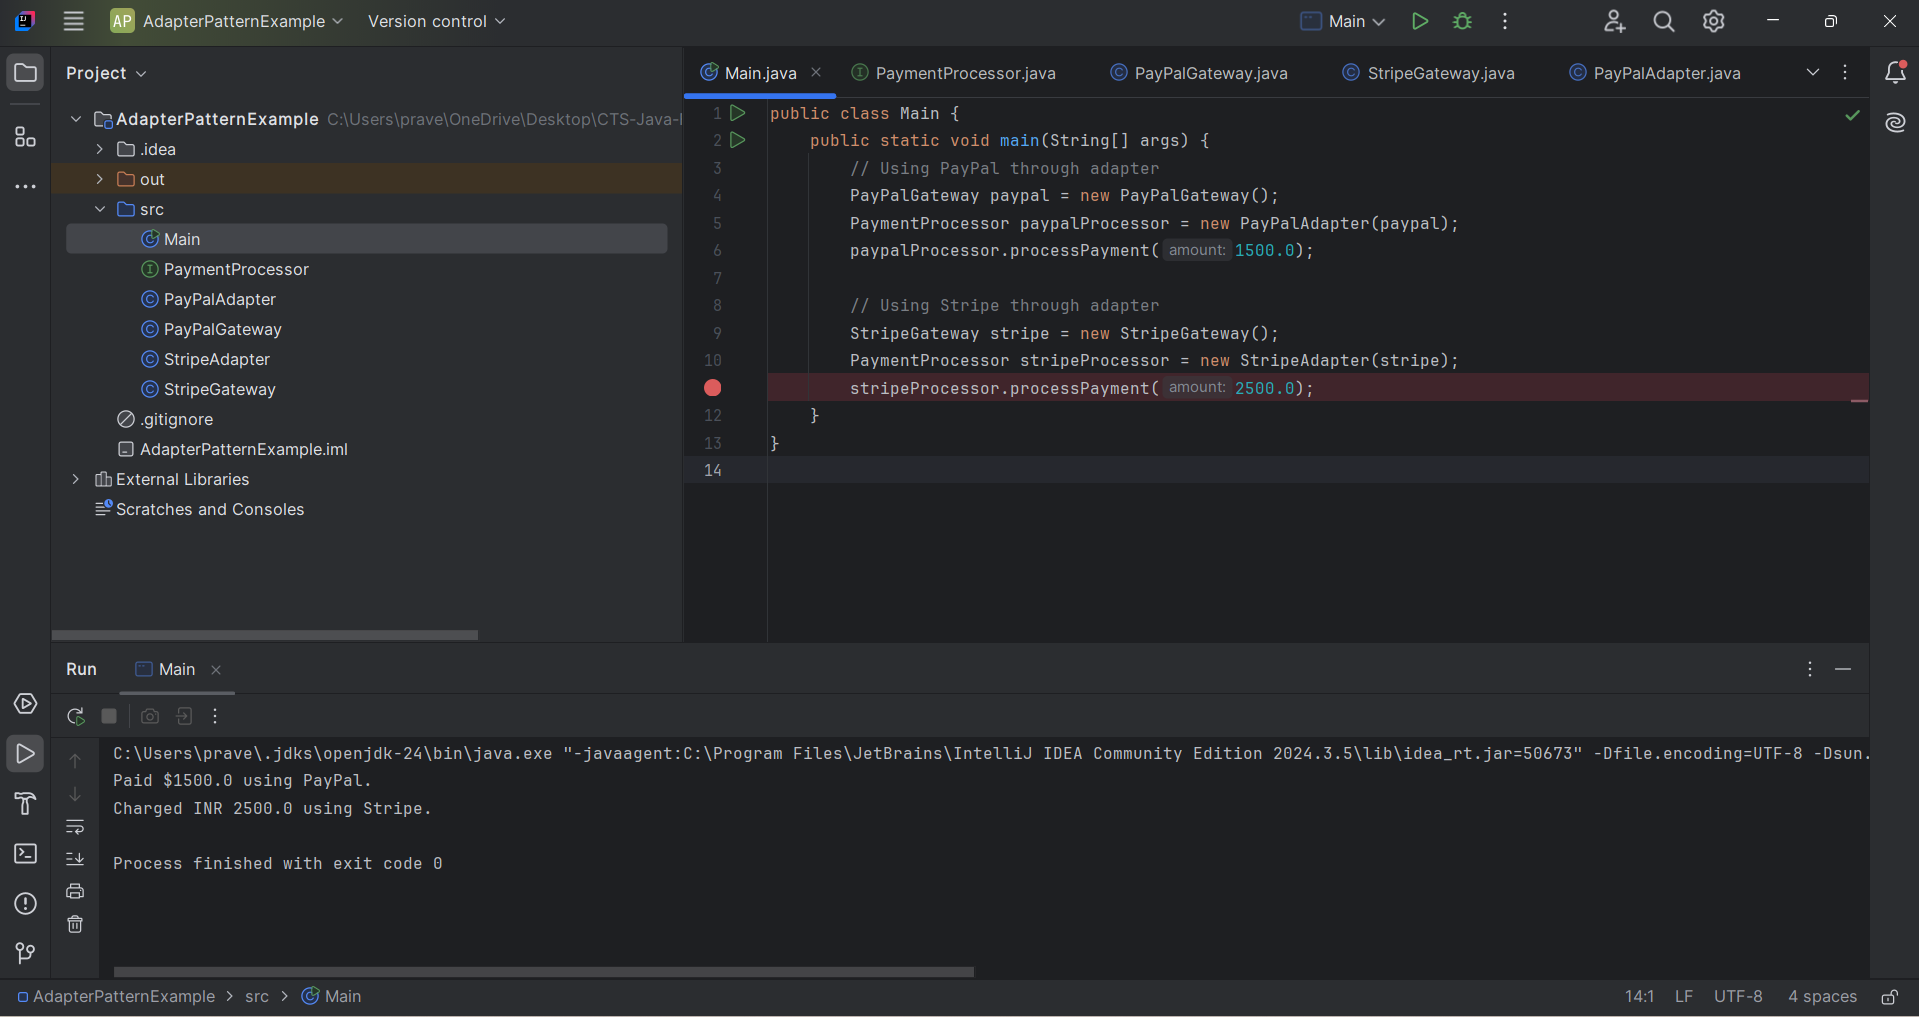 AP AdapterPatternExample Version control Main
Project
Main.java PaymentProcessor.java PayPalGateway.java StripeGateway.java PayPalAdapter.java
AdapterPatternExample C:\Users\prave\OneDrive\Desktop\CTS-Java-
.idea
out
src
Main
PaymentProcessor
PayPalAdapter
PayPalGateway
StripeAdapter
StripeGateway
.gitignore
AdapterPatternExample.iml
External Libraries
Scratches and Consoles
1 public class Main {
2 public static void main(String[] args) {
3 // Using PayPal through adapter
4 PayPalGateway paypal = new PayPalGateway();
5 PaymentProcessor paypalProcessor = new PayPalAdapter(paypal);
6 paypalProcessor.processPayment( amount: 1500.0);
7
8 // Using Stripe through adapter
9 StripeGateway stripe = new StripeGateway();
10 PaymentProcessor stripeProcessor = new StripeAdapter(stripe);
stripeProcessor.processPayment( amount: 2500.0);
12 }
13 }
14
Run Main
C:\Users\prave\.jdks\openjdk-24\bin\java.exe "-javaagent:C:\Program Files\JetBrains\IntelliJ IDEA Community Edition 2024.3.5\lib\idea_rt.jar=50673" -Dfile.encoding=UTF-8 -Dsun.
Paid $1500.0 using PayPal.
Charged INR 2500.0 using Stripe.
Process finished with exit code 0
AdapterPatternExample > src > Main 14:1 LF UTF-8 4 spaces